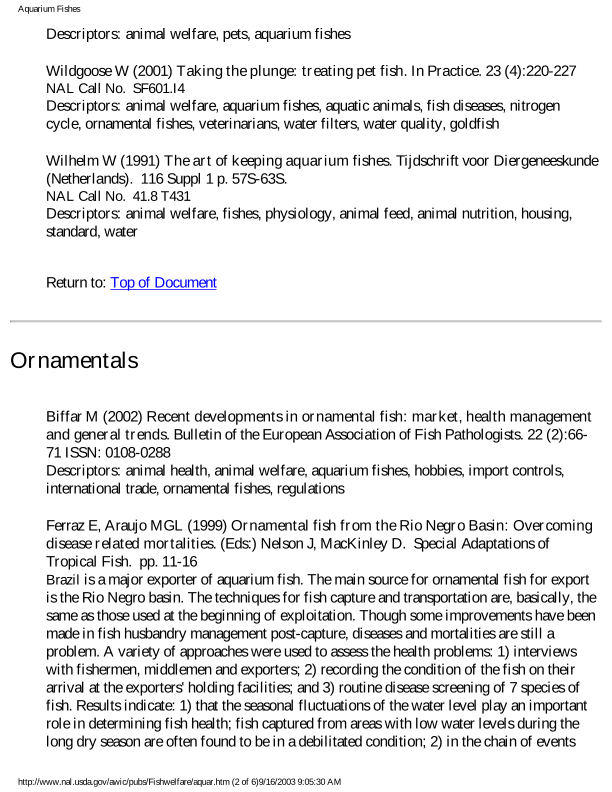 Aquarium Fishes
Descriptors: animal welfare, pets, aquarium fishes
Wildgoose W (2001) Taking the plunge: treating pet fish. In Practice. 23 (4):220-227
NAL Call No. SF601.I4
Descriptors: animal welfare, aquarium fishes, aquatic animals, fish diseases, nitrogen
cycle, ornamental fishes, veterinarians, water filters, water quality, goldfish
Wilhelm W (1991) The art of keeping aquarium fishes. Tijdschrift voor Diergeneeskunde
(Netherlands). 116 Suppl 1 p. 57S-63S.
NAL Call No. 41.8 T431
Descriptors: animal welfare, fishes, physiology, animal feed, animal nutrition, housing,
standard, water
Return to: Top of Document
Ornamentals
Biffar M (2002) Recent developments in ornamental fish: market, health management
and general trends. Bulletin of the European Association of Fish Pathologists. 22 (2):66-
71 ISSN: 0108-0288
Descriptors: animal health, animal welfare, aquarium fishes, hobbies, import controls,
international trade, ornamental fishes, regulations
Ferraz E, Araujo MGL (1999) Ornamental fish from the Rio Negro Basin: Overcoming
disease related mortalities. (Eds:) Nelson J, MacKinley D. Special Adaptations of
Tropical Fish. pp. 11-16
Brazil is a major exporter of aquarium fish. The main source for ornamental fish for export
is the Rio Negro basin. The techniques for fish capture and transportation are, basically, the
same as those used at the beginning of exploitation. Though some improvements have been
made in fish husbandry management post-capture, diseases and mortalities are still a
problem. A variety of approaches were used to assess the health problems: 1) interviews
with fishermen, middlemen and exporters; 2) recording the condition of the fish on their
arrival at the exporters' holding facilities; and 3) routine disease screening of 7 species of
fish. Results indicate: 1) that the seasonal fluctuations of the water level play an important
role in determining fish health; fish captured from areas with low water levels during the
long dry season are often found to be in a debilitated condition; 2) in the chain of events
http://www.nal.usda.gov/awic/pubs/Fishwelfare/aquar.htm (2 of 6)9/16/2003 9:05:30 AM